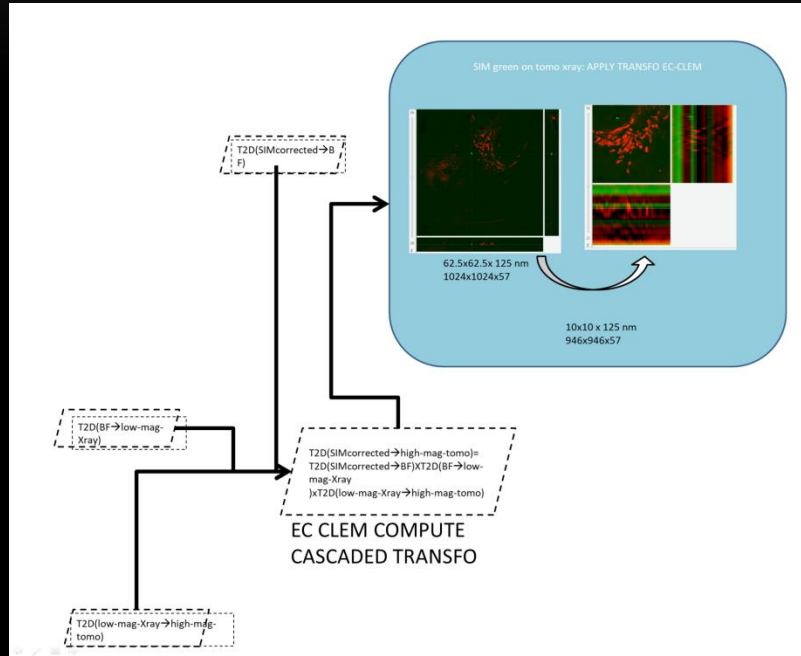 SIM green on tomo xray: APPLY TRANSFO EC-CLEM
T2D(SIMcorrected→B
F)
62.5x62.5x 125 nm
1024x1024x57
10x10 x 125 nm
946x946x57
T2D(BF→low-mag-
Xray)
T2D(SIMcorrected→high-mag-tomo)=
T2D(SIMcorrected→BF)XT2D(BF→low-
mag-Xray
)xT2D(low-mag-Xray→high-mag-tomo)
EC CLEM COMPUTE
CASCADED TRANSFO
T2D(low-mag-Xray→high-mag-
tomo)